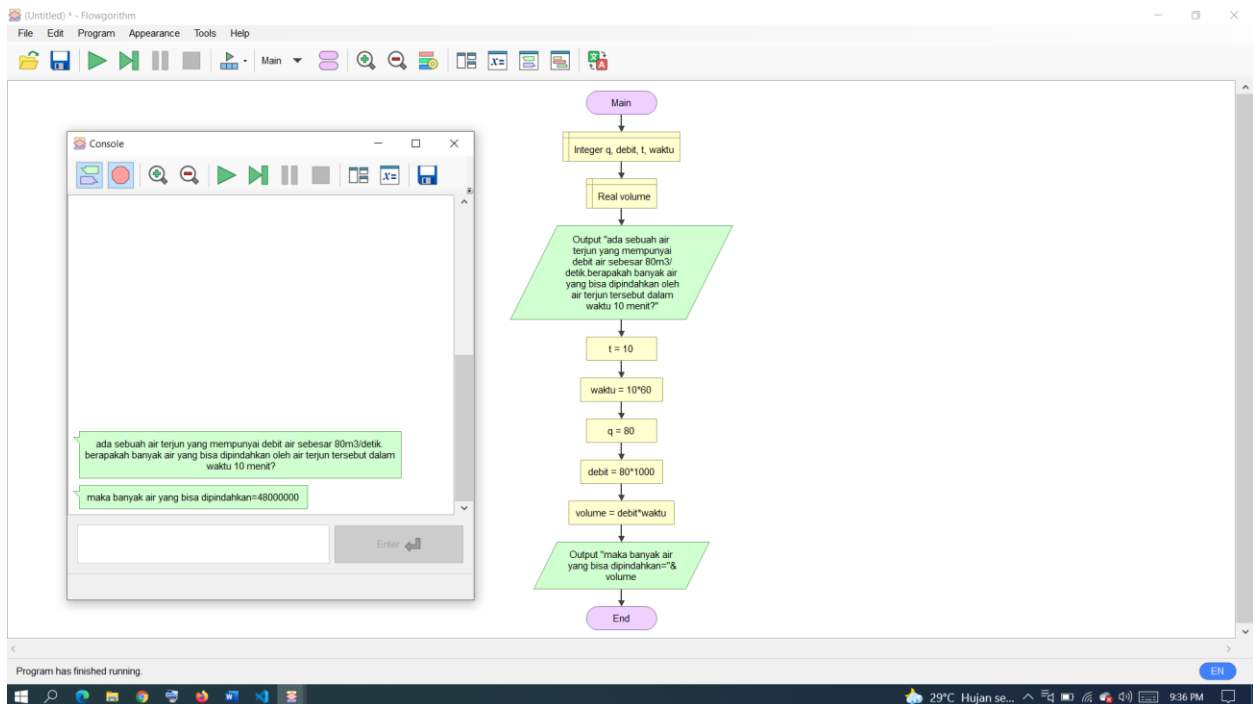 (Untitled) * - Flowgorithm
File Edit Program Appearance Tools Help
Main
Main
Integer q, debit, t, waktu
Real volume
Output "ada sebuah air
terjun yang mempunyai
debit air sebesar 80m3/
detik.berapakah banyak air
yang bisa dipindahkan oleh
air terjun tersebut dalam
waktu 10 menit?"
t = 10
waktu = 10*60
q = 80
debit = 80*1000
volume = debit*waktu
Output "maka banyak air
yang bisa dipindahkan="&
volume
End
Console
ada sebuah air terjun yang mempunyai debit air sebesar 80m3/detik.
berapakah banyak air yang bisa dipindahkan oleh air terjun tersebut dalam
waktu 10 menit?
maka banyak air yang bisa dipindahkan=48000000
Enter
Program has finished running.
EN
29°C Hujan se... 9:36 PM